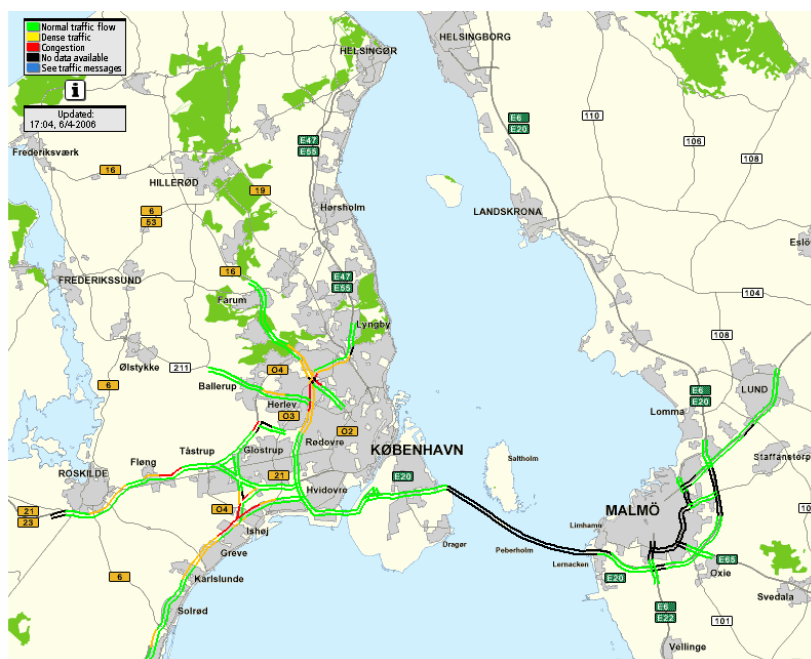 Normal traffic flow
Dense traffic
Congestion
No data available
See traffic messages
i
Updated:
17:04, 6/4-2006
HELSINGØR
HELSINGBORG
E6
E20
110
106
108
E47
E55
Frederiksværk
16
HILLERØD
19
6
53
Hørsholm
LANDSKRONA
Eslö
16
E47
E55
FREDERIKSSUND
Farum
104
Lyngby
108
Ølstykke
211
O4
6
Ballerup
E6
E20
LUND
Herlev
O3
Lomma
O2
Rødovre
KØBENHAVN
Glostrup
Tåstrup
Fløng
Saltholm
Staffanstorp
ROSKILDE
21
E20
Hvidovre
21
23
O4
MALMÖ
10
Limhamn
Ishøj
Dragør
Peberholm
Greve
Lernacken
E65
Karlslunde
6
E20
Oxie
Svedala
Solrød
E6
E22
101
Vellinge